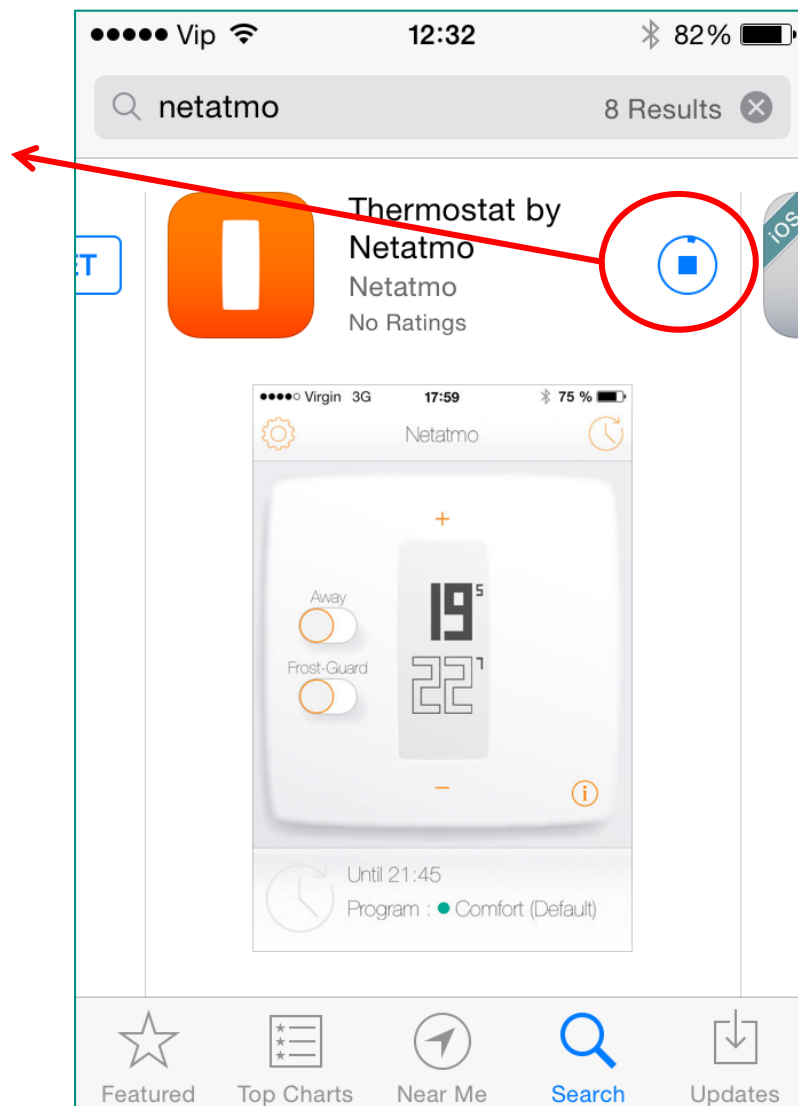 Vip 12:32 82%
netatmo 8 Results
ET
Thermostat by
Netatmo
Netatmo
No Ratings
iOS
Virgin 3G 17:59 75 %
Netatmo
+
Away
19 5
Frost-Guard
22 7
−
i
Until 21:45
Program : Comfort (Default)
Featured Top Charts Near Me Search Updates